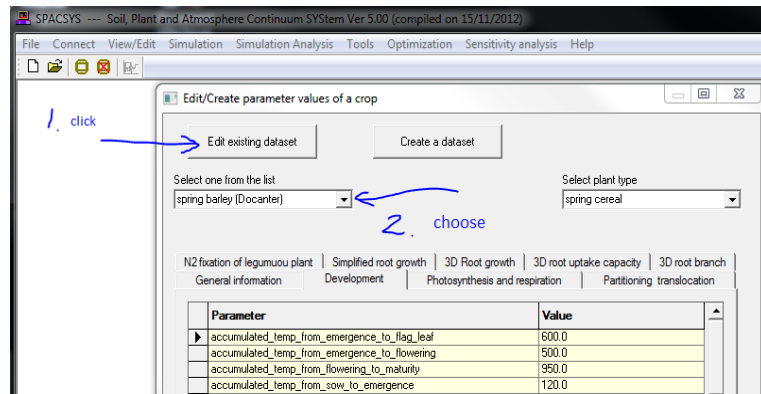 SPACSYS --- Soil, Plant and Atmosphere Continuum SYStem Ver 5.00 (compiled on 15/11/2012)
File Connect View/Edit Simulation Simulation Analysis Tools Optimization Sensitivity analysis Help
Edit/Create parameter values of a crop
1. click
Edit existing dataset Create a dataset
Select one from the list Select plant type
spring barley (Docanter) spring cereal
2. choose
N2 fixation of legumuou plant Simplified root growth 3D Root growth 3D root uptake capacity 3D root branch
General information Development Photosynthesis and respiration Partitioning translocation
Parameter Value
accumulated_temp_from_emergence_to_flag_leaf 600.0
accumulated_temp_from_emergence_to_flowering 500.0
accumulated_temp_from_flowering_to_maturity 950.0
accumulated_temp_from_sow_to_emergence 120.0